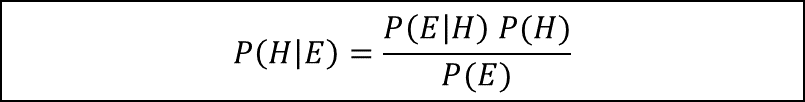 P(H|E) = P(E|H) P(H) / P(E)